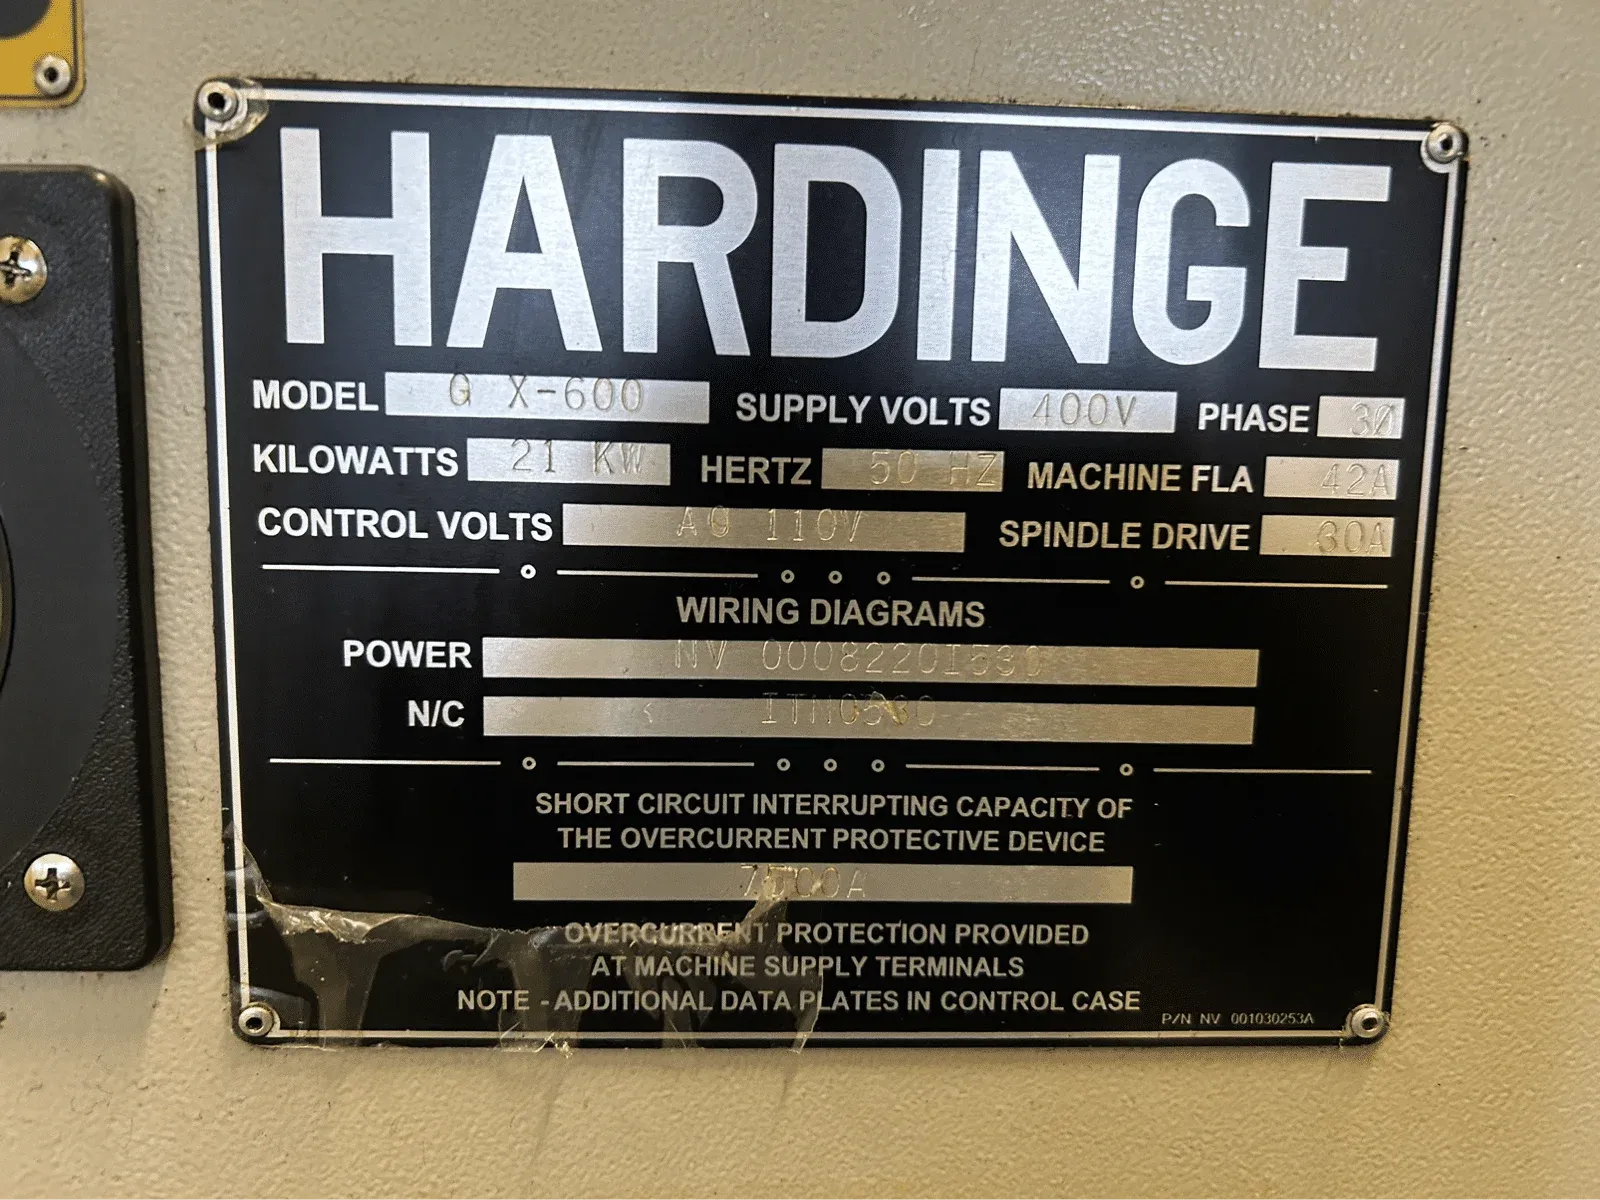 HARDINGE
MODEL G X-600 SUPPLY VOLTS 400V PHASE 3Ø
KILOWATTS 21 KW HERTZ 50 HZ MACHINE FLA 42A
CONTROL VOLTS AC 110V SPINDLE DRIVE 30A
WIRING DIAGRAMS
POWER NV
N/C
SHORT CIRCUIT INTERRUPTING CAPACITY OF
THE OVERCURRENT PROTECTIVE DEVICE
OVERCURRENT PROTECTION PROVIDED
AT MACHINE SUPPLY TERMINALS
NOTE - ADDITIONAL DATA PLATES IN CONTROL CASE
P/N NV 001030253A